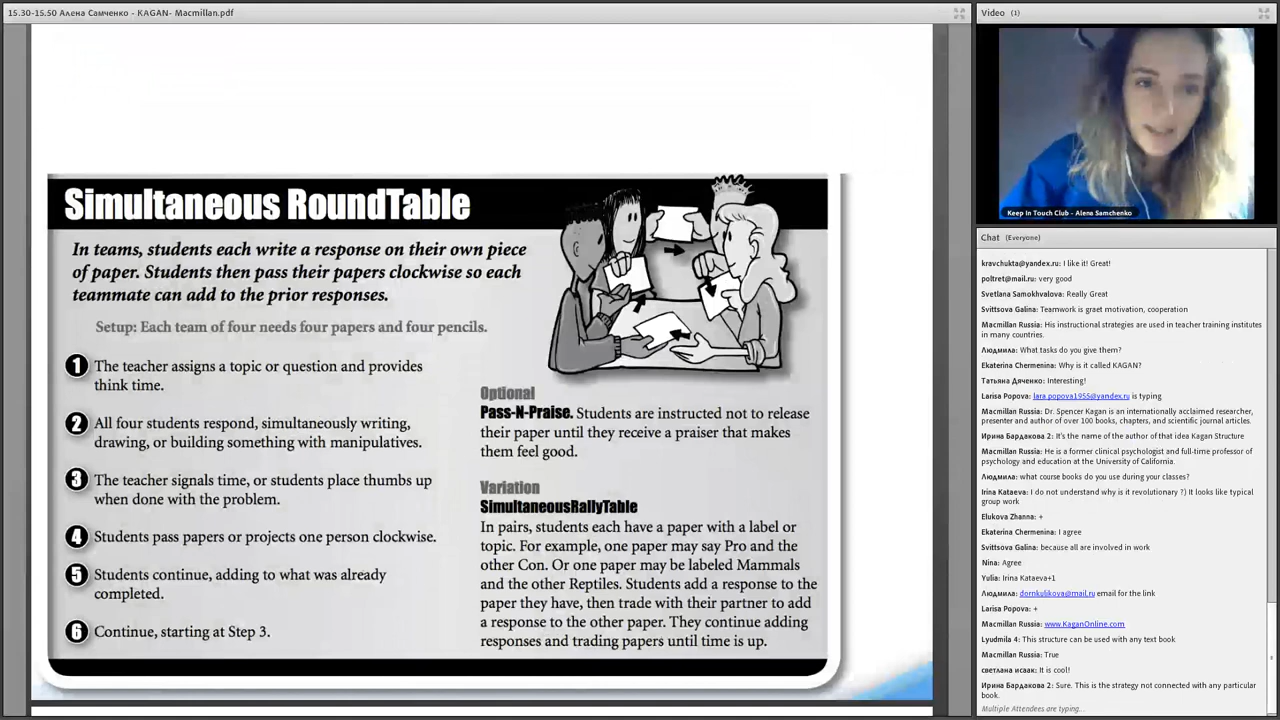 15.30-15.50 Алена Самченко - KAGAN- Macmillan.pdf
Simultaneous RoundTable
In teams, students each write a reponse on their own piece
of paper. Students then pass their papers clockwise so each
teammate can add to the prior responses.
Setup: Each team of four needs four papers and four pencils.
1 The teacher assigns a topic or question and provides
think time.
2 All four students respond, simultaneously writing,
drawing, or building something with manipulatives.
3 The teacher signals time, or students place thumbs up
when done with the problem.
4 Students pass papers or projects one person clockwise.
5 Students continue, adding to what was already
completed.
6 Continue, starting at Step 3.
Optional
Pass-N-Praise. Students are instructed not to release
their paper until they receive a praiser that makes
them feel good.
Variation
SimultaneousRallyTable
In pairs, students each have a paper with a label or
topic. For example, one paper may say Pro and the
other Con. Or one paper may be labeled Mammals
and the other Reptiles. Students add a response to the
paper they have, then trade with their partner to add
a response to the other paper. They continue adding
responses and trading papers until time is up.
Video (1)
Keep In Touch Club - Alena Samchenko
Chat (Everyone)
kravchukta@yandex.ru: I like it! Great!
poltret@mail.ru: very good
Svetlana Samokhvalova: Really Great
Svittsova Galina: Teamwork is graet motivation, cooperation
Macmillan Russia: His instructional strategies are used in teacher training institutes
in many countries.
Людмила: What tasks do you give them?
Ekaterina Chermenina: Why is it called KAGAN?
Татьяна Дяченко: Interesting!
Larisa Popova: lara.popova1955@yandex.ru is typing
Macmillan Russia: Dr. Spencer Kagan is an internationally acclaimed researcher,
presenter and author of over 100 books, chapters, and scientific journal articles.
Ирина Бардакова 2: It's the name of the author of that idea Kagan Structure
Macmillan Russia: He is a former clinical psychologist and full-time professor of
psychology and education at the University of California.
Людмила: what course books do you use during your classes?
Irina Kataeva: I do not understand why is it revolutionary ?) It looks like typical
group work
Elukova Zhanna: +
Ekaterina Chermenina: I agree
Svittsova Galina: because all are involved in work
Nina: Agree
Yulia: Irina Kataeva+1
Людмила: dornkulikova@mail.ru email for the link
Larisa Popova: +
Macmillan Russia: www.KaganOnline.com
Lyudmila 4: This structure can be used with any text book
Macmillan Russia: True
светлана исаак: It is cool!
Ирина Бардакова 2: Sure. This is the strategy not connected with any particular
book.
Multiple Attendees are typing...